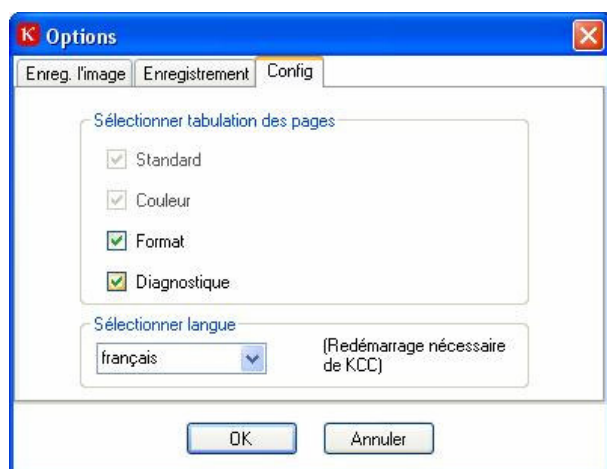 K Options
Enreg. l'image Enregistrement Config
Sélectionner tabulation des pages
Standard
Couleur
Format
Diagnostique
Sélectionner langue
français
(Redémarrage nécessaire
de KCC)
OK Annuler